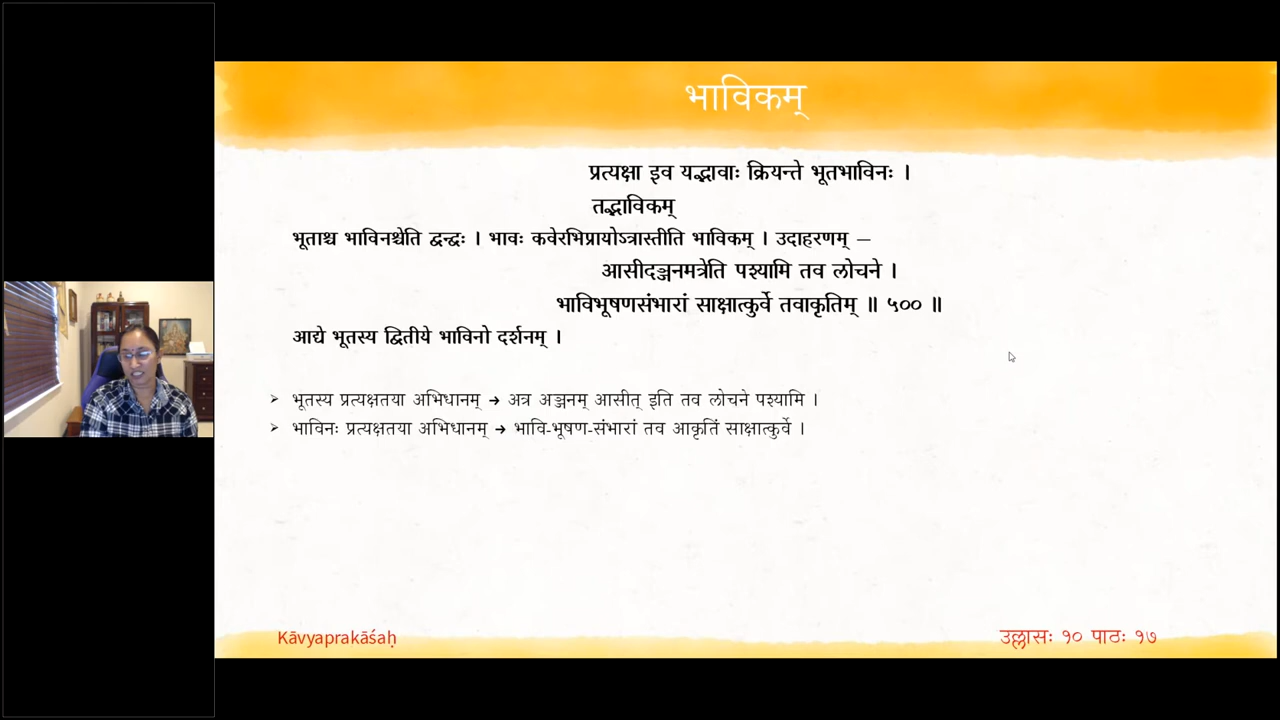 भाविकम्
प्रत्यक्षा इव यद्भावाः क्रियन्ते भूतभाविनः ।
तद्भाविकम्
भूताश्च भाविनश्चेति द्वन्द्वः । भावः कवेरभिप्रायोऽत्रास्तीति भाविकम् । उदाहरणम् –
आसीदञ्जनमत्रेति पश्यामि तव लोचने ।
भाविभूषणसंभारां साक्षात्कुर्वे तवाकृतिम् ॥ ५०० ॥
आद्ये भूतस्य द्वितीये भाविनो दर्शनम् ।
➢ भूतस्य प्रत्यक्षतया अभिधानम् → अत्र अञ्जनम् आसीत् इति तव लोचने पश्यामि ।
➢ भाविनः प्रत्यक्षतया अभिधानम् → भावि-भूषण-संभारां तव आकृतिं साक्षात्कुर्वे ।
Kāvyaprakāśaḥ
उल्लासः १० पाठः १७